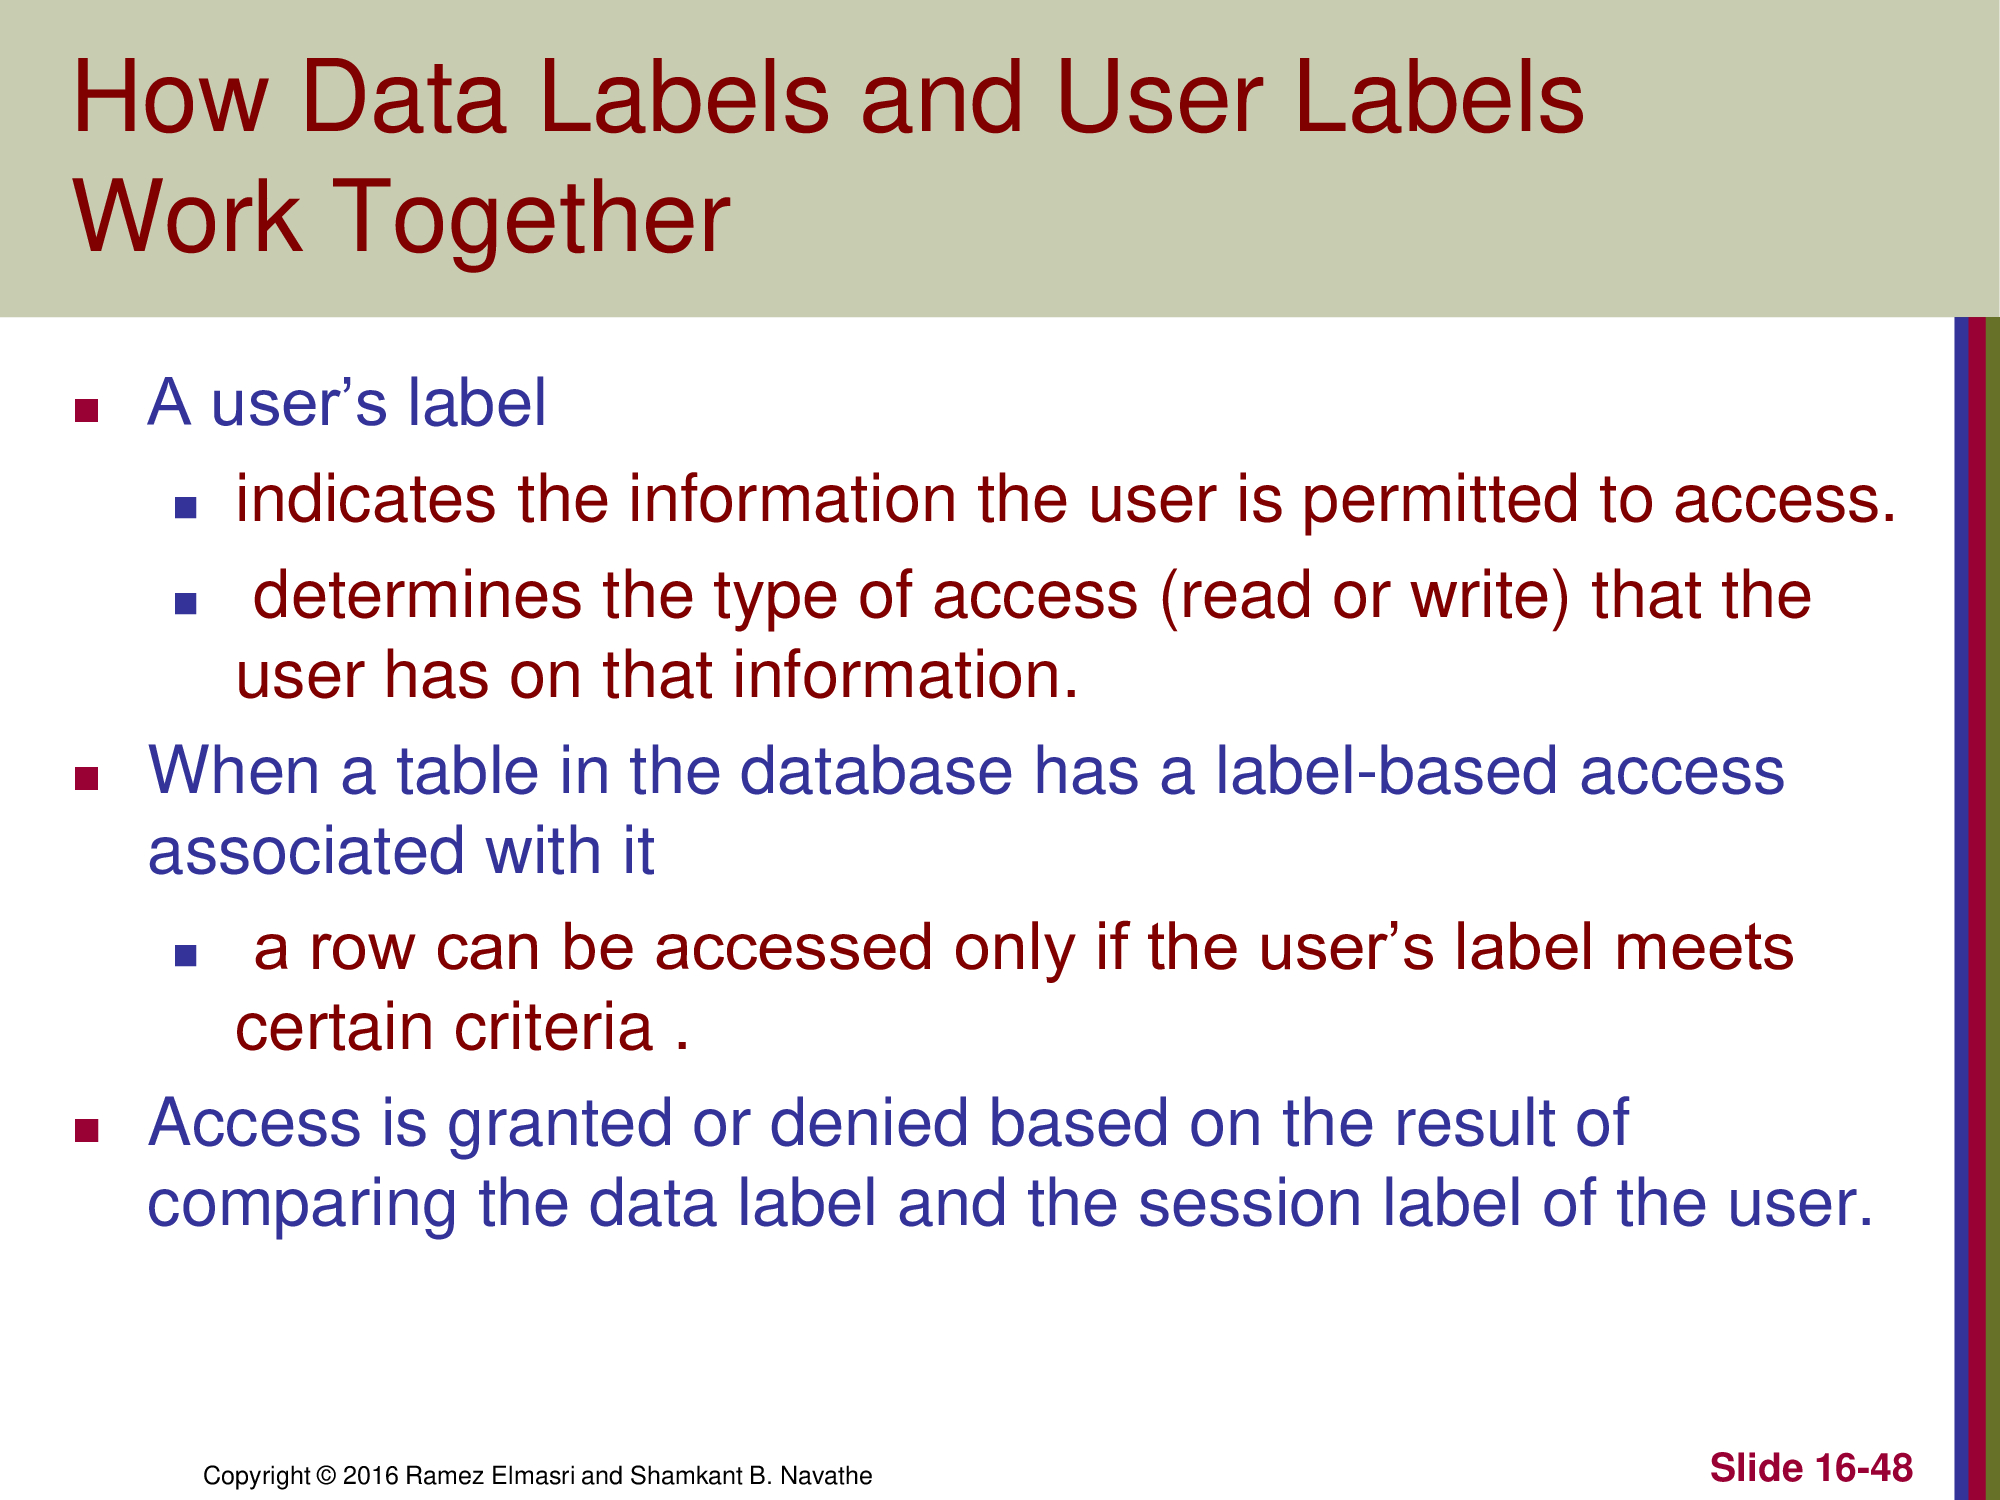 How Data Labels and User Labels
Work Together
A user’s label
indicates the information the user is permitted to access.
determines the type of access (read or write) that the
user has on that information.
When a table in the database has a label-based access
associated with it
a row can be accessed only if the user’s label meets
certain criteria .
Access is granted or denied based on the result of
comparing the data label and the session label of the user.
Copyright © 2016 Ramez Elmasri and Shamkant B. Navathe
Slide 16-48